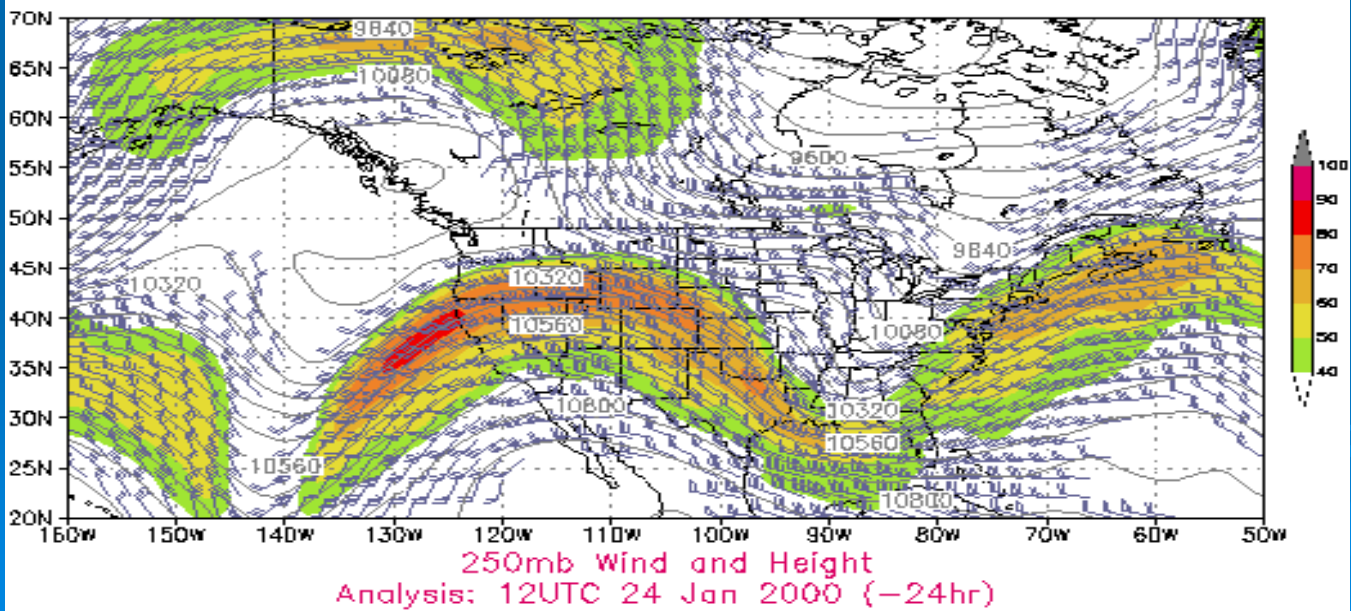 70N
9840
65N
10080
60N
9600
55N
100
50N
90
9840
80
45N
10320
10320
70
40N
10560
10080
60
35N
50
10800
10320
40
30N
10560
25N
10560
10800
20N
160W 150W 140W 130W 120W 110W 100W 90W 80W 70W 60W 50W
250mb Wind and Height
Analysis: 12UTC 24 Jan 2000 (-24hr)